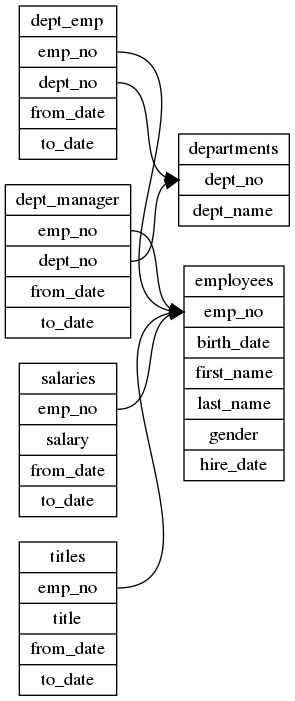 dept_emp
emp_no
dept_no
from_date
to_date
departments
dept_no
dept_name
dept_manager
emp_no
dept_no
from_date
to_date
employees
emp_no
birth_date
first_name
last_name
gender
hire_date
salaries
emp_no
salary
from_date
to_date
titles
emp_no
title
from_date
to_date